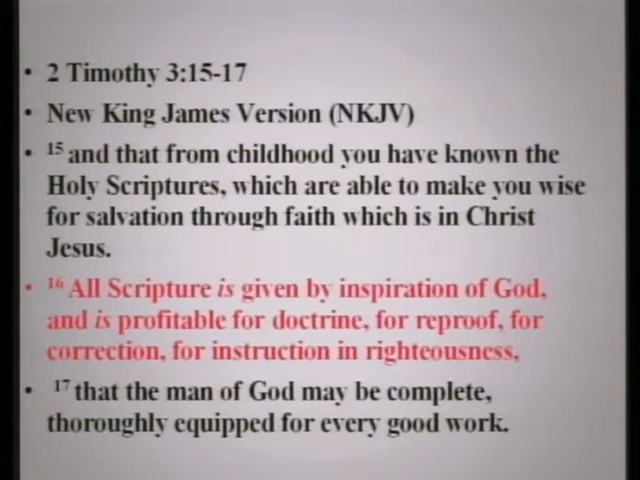 • 2 Timothy 3:15-17
• New King James Version (NKJV)
• 15 and that from childhood you have known the
Holy Scriptures, which are able to make you wise
for salvation through faith which is in Christ
Jesus.
• 16 All Scripture is given by inspiration of God,
and is profitable for doctrine, for reproof, for
correction, for instruction in righteousness,
• 17 that the man of God may be complete,
thoroughly equipped for every good work.